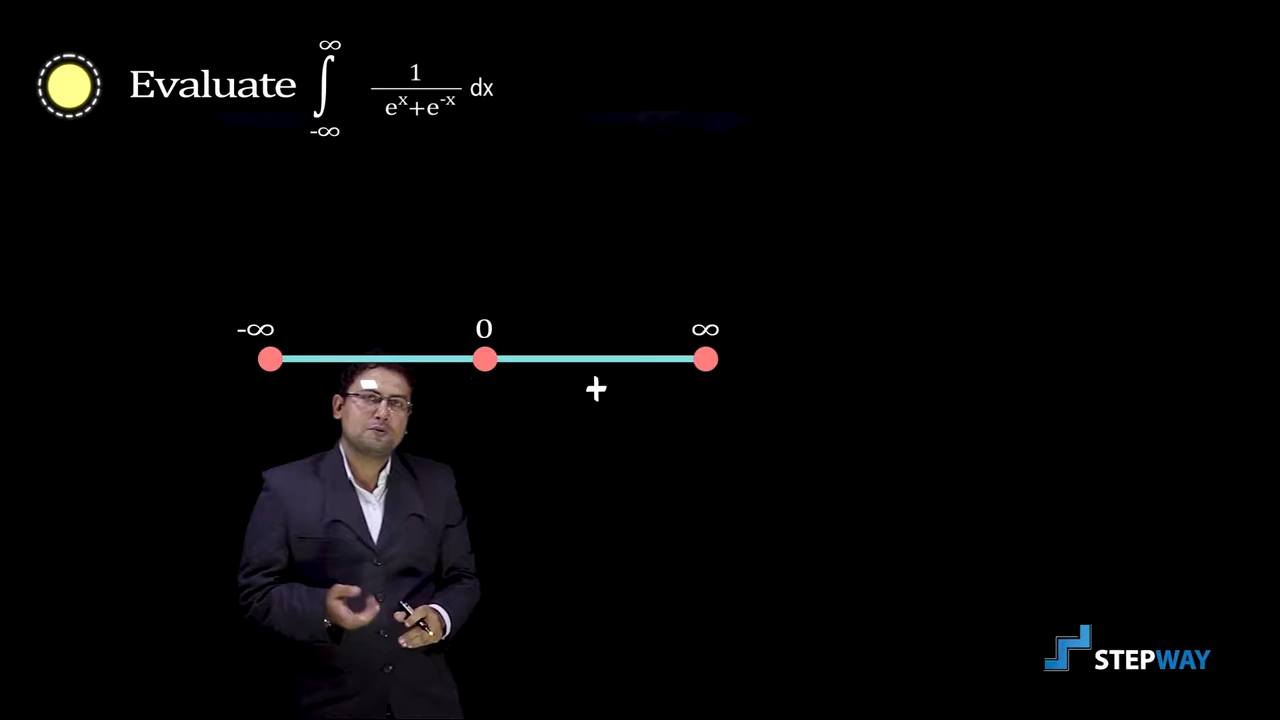 Evaluate ∫_{-∞}^{∞} 1/(e^x+e^{-x}) dx
-∞ 0 ∞
+
STEPWAY